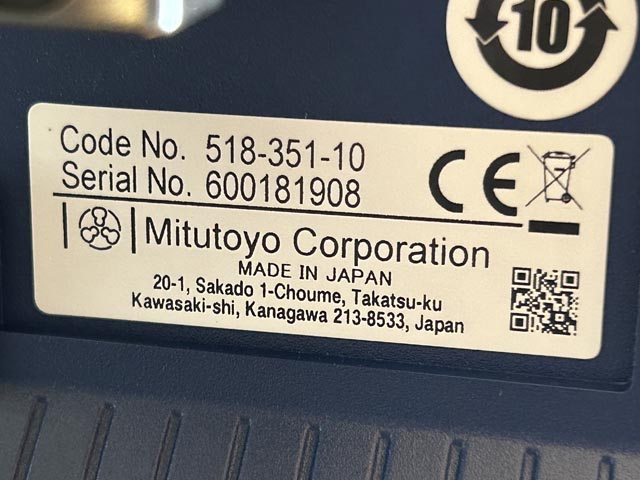 10
Code No. 518-351-10
Serial No. 600181908
CE
Mitutoyo Corporation
MADE IN JAPAN
20-1, Sakado 1-Choume, Takatsu-ku
Kawasaki-shi, Kanagawa 213-8533, Japan